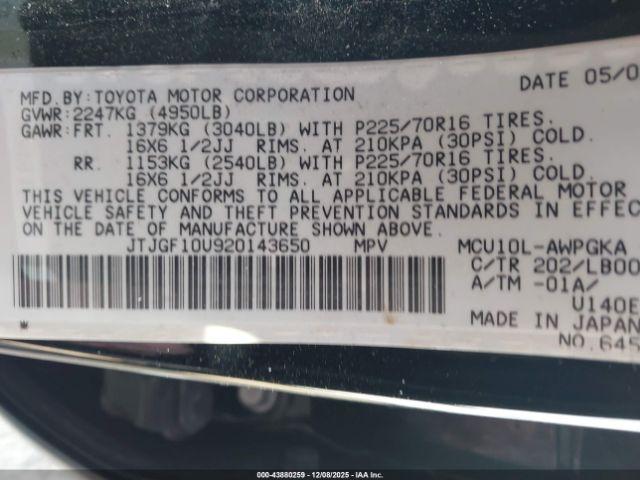 MFD.BY:TOYOTA MOTOR CORPORATION DATE 05/0
GVWR:2247KG (4950LB)
GAWR:FRT. 1379KG (3040LB) WITH P225/70R16 TIRES.
16X6 1/2JJ RIMS. AT 210KPA (30PSI) COLD.
RR. 1153KG (2540LB) WITH P225/70R16 TIRES.
16X6 1/2JJ RIMS. AT 210KPA (30PSI) COLD.
THIS VEHICLE CONFORMS TO ALL APPLICABLE FEDERAL MOTOR
VEHICLE SAFETY AND THEFT PREVENTION STANDARDS IN EFFEC
ON THE DATE OF MANUFACTURE SHOWN ABOVE.
JTJGF10U920143650 MPV MCU10L-AWPGKA
C/TR 202/LB00
A/TM -01A/
U140E
MADE IN JAPAN
NO.645
000-43880259 | 12/08/2025 - Copyright IAA, Inc.